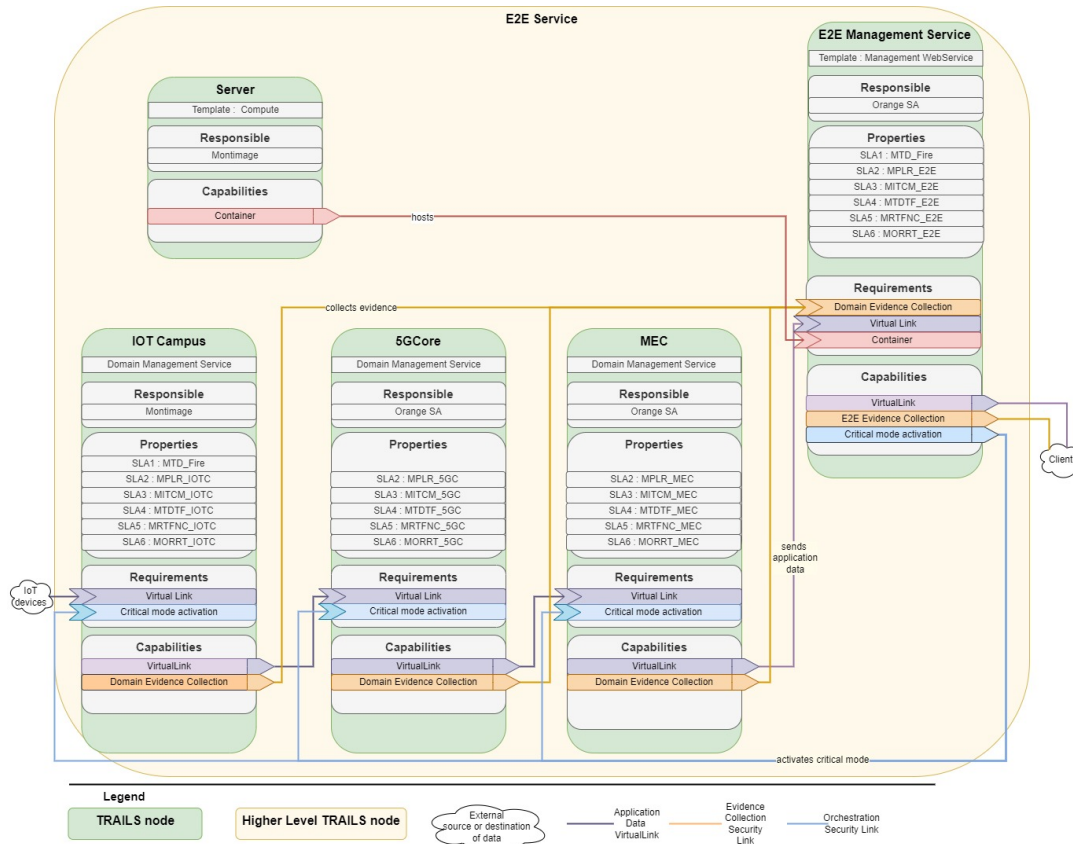 E2E Service
E2E Management Service
Template : Management WebService
Responsible
Orange SA
Properties
SLA1 : MTD_Fire
SLA2 : MPLR_E2E
SLA3 : MITCM_E2E
SLA4 : MTDTF_E2E
SLA5 : MRTFNC_E2E
SLA6 : MORRT_E2E
Requirements
Domain Evidence Collection
Virtual Link
Container
Capabilities
VirtualLink
E2E Evidence Collection
Critical mode activation
Client
Server
Template : Compute
Responsible
Montimage
Capabilities
Container
hosts
collects evidence
IOT Campus
Domain Management Service
Responsible
Montimage
Properties
SLA1 : MTD_Fire
SLA2 : MPLR_IOTC
SLA3 : MITCM_IOTC
SLA4 : MTDTF_IOTC
SLA5 : MRTFNC_IOTC
SLA6 : MORRT_IOTC
Requirements
Virtual Link
Critical mode activation
Capabilities
VirtualLink
Domain Evidence Collection
IoT
devices
5GCore
Domain Management Service
Responsible
Orange SA
Properties
SLA2 : MPLR_5GC
SLA3 : MITCM_5GC
SLA4 : MTDTF_5GC
SLA5 : MRTFNC_5GC
SLA6 : MORRT_5GC
Requirements
Virtual Link
Critical mode activation
Capabilities
VirtualLink
Domain Evidence Collection
MEC
Domain Management Service
Responsible
Orange SA
Properties
SLA2 : MPLR_MEC
SLA3 : MITCM_MEC
SLA4 : MTDTF_MEC
SLA5 : MRTFNC_MEC
SLA6 : MORRT_MEC
Requirements
Virtual Link
Critical mode activation
Capabilities
VirtualLink
Domain Evidence Collection
sends
application
data
activates critical mode
Legend
TRAILS node
Higher Level TRAILS node
External
source or destination
of data
Application
Data
VirtualLink
Evidence
Collection
Security
Link
Orchestration
Security Link